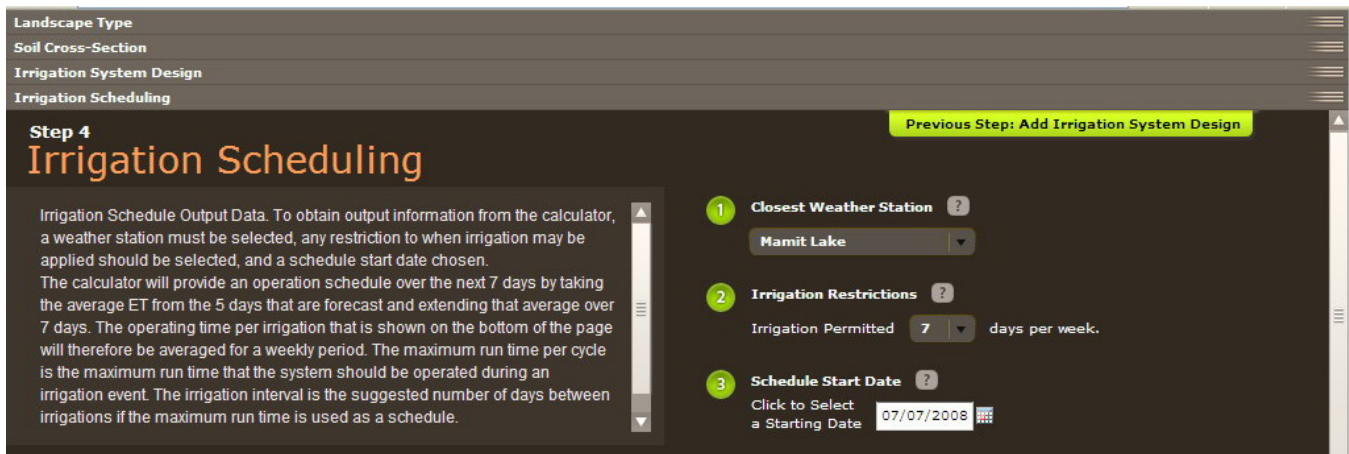 Landscape Type
Soil Cross-Section
Irrigation System Design
Irrigation Scheduling
Previous Step: Add Irrigation System Design
Step 4
Irrigation Scheduling
Irrigation Schedule Output Data. To obtain output information from the calculator,
a weather station must be selected, any restriction to when irrigation may be
applied should be selected, and a schedule start date chosen.
The calculator will provide an operation schedule over the next 7 days by taking
the average ET from the 5 days that are forecast and extending that average over
7 days. The operating time per irrigation that is shown on the bottom of the page
will therefore be averaged for a weekly period. The maximum run time per cycle
is the maximum run time that the system should be operated during an
irrigation event. The irrigation interval is the suggested number of days between
irrigations if the maximum run time is used as a schedule.
1 Closest Weather Station ?
Mamit Lake
2 Irrigation Restrictions ?
Irrigation Permitted 7 days per week.
3 Schedule Start Date ?
Click to Select
a Starting Date 07/07/2008